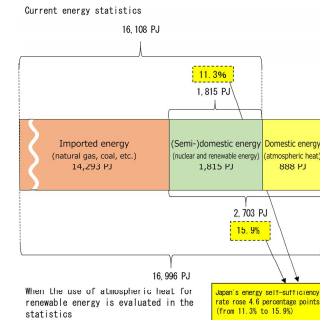 Current energy statistics
16,108 PJ
11.3%
1,815 PJ
Imported energy
(natural gas, coal, etc.)
14,293 PJ
(Semi-)domestic energy
(nuclear and renewable energy)
1,815 PJ
Domestic energy
(atmospheric heat)
888 PJ
2,703 PJ
15.9%
16,996 PJ
When the use of atmospheric heat for
renewable energy is evaluated in the
statistics
Japan's energy self-sufficiency
rate rose 4.6 percentage points
(from 11.3% to 15.9%)